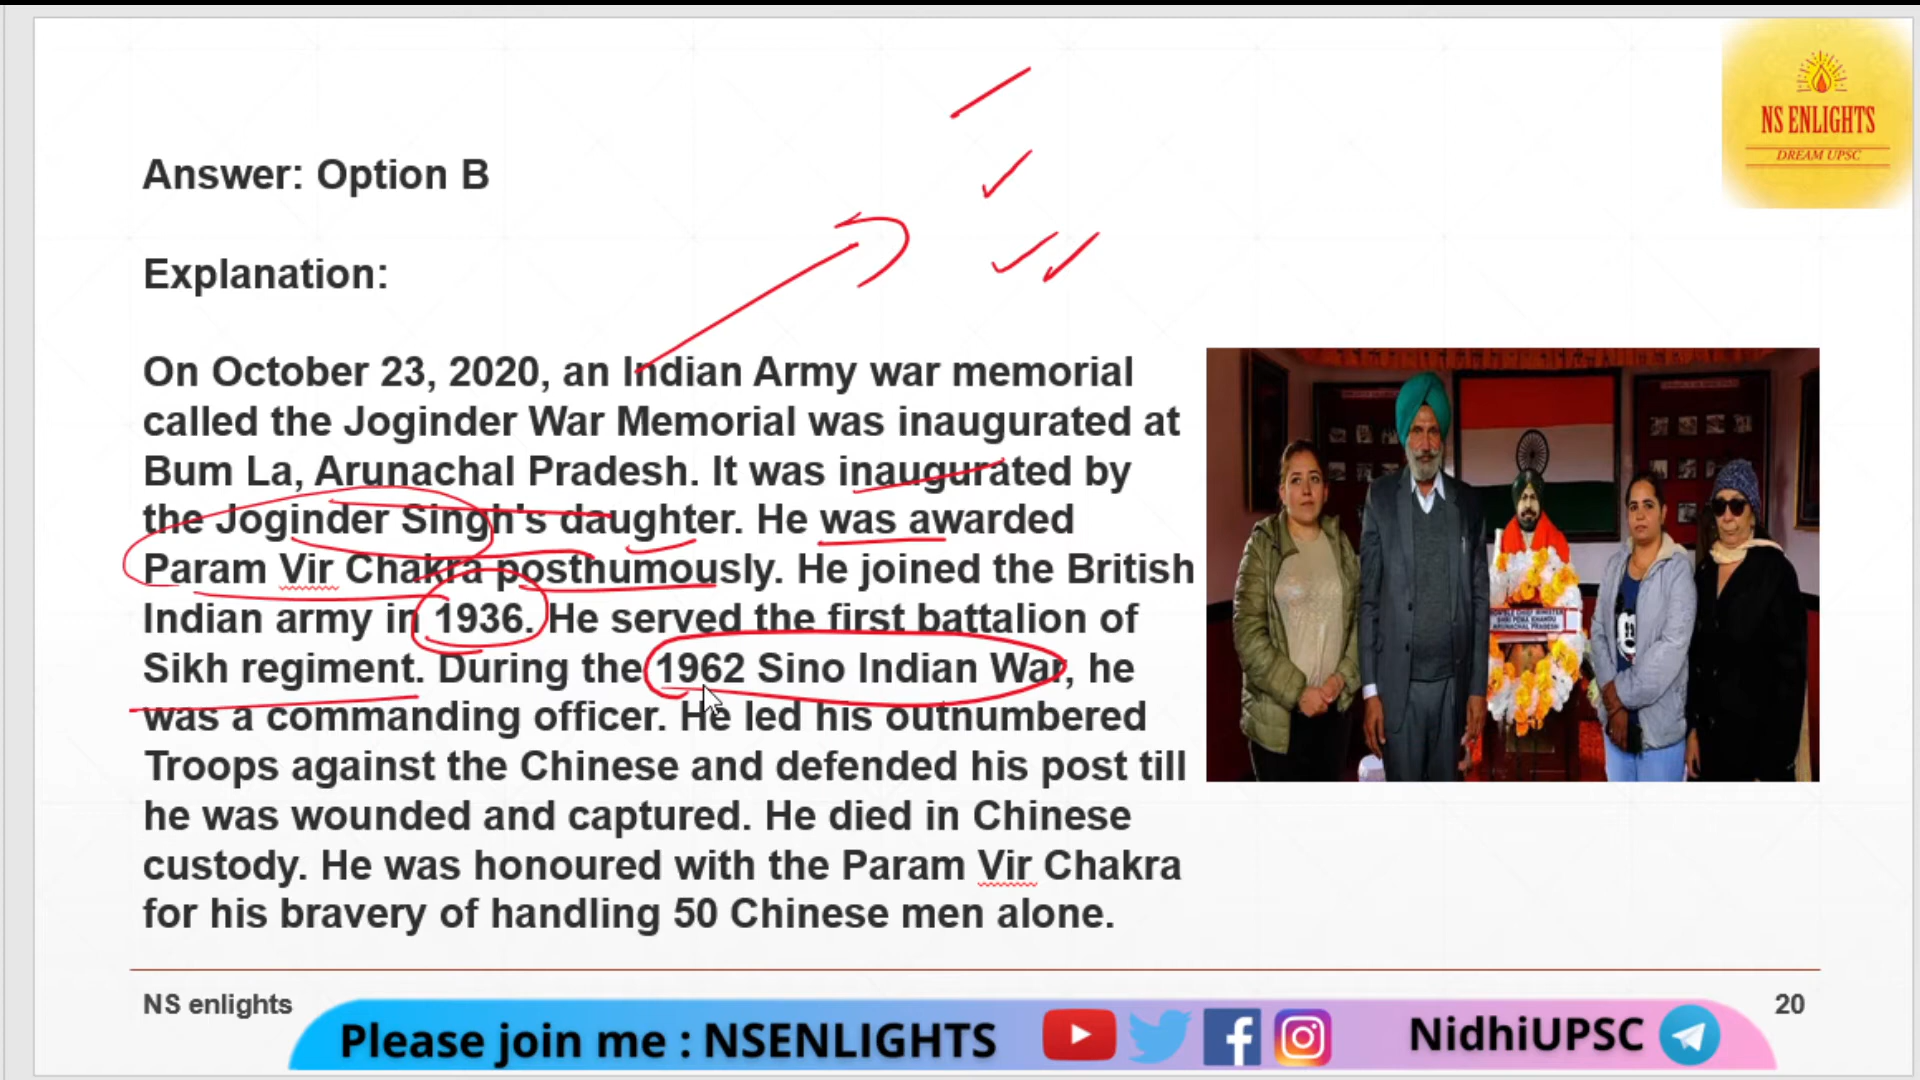 NS ENLIGHTS
DREAM UPSC
Answer: Option B
Explanation:
On October 23, 2020, an Indian Army war memorial
called the Joginder War Memorial was inaugurated at
Bum La, Arunachal Pradesh. It was inaugurated by
the Joginder Singh's daughter. He was awarded
Param Vir Chakra posthumously. He joined the British
Indian army in 1936. He served the first battalion of
Sikh regiment. During the 1962 Sino Indian War, he
was a commanding officer. He led his outnumbered
Troops against the Chinese and defended his post till
he was wounded and captured. He died in Chinese
custody. He was honoured with the Param Vir Chakra
for his bravery of handling 50 Chinese men alone.
SHRI PEMA KHANDU
ARUNACHAL PRADESH
NS enlights
20
Please join me : NSENLIGHTS
NidhiUPSC